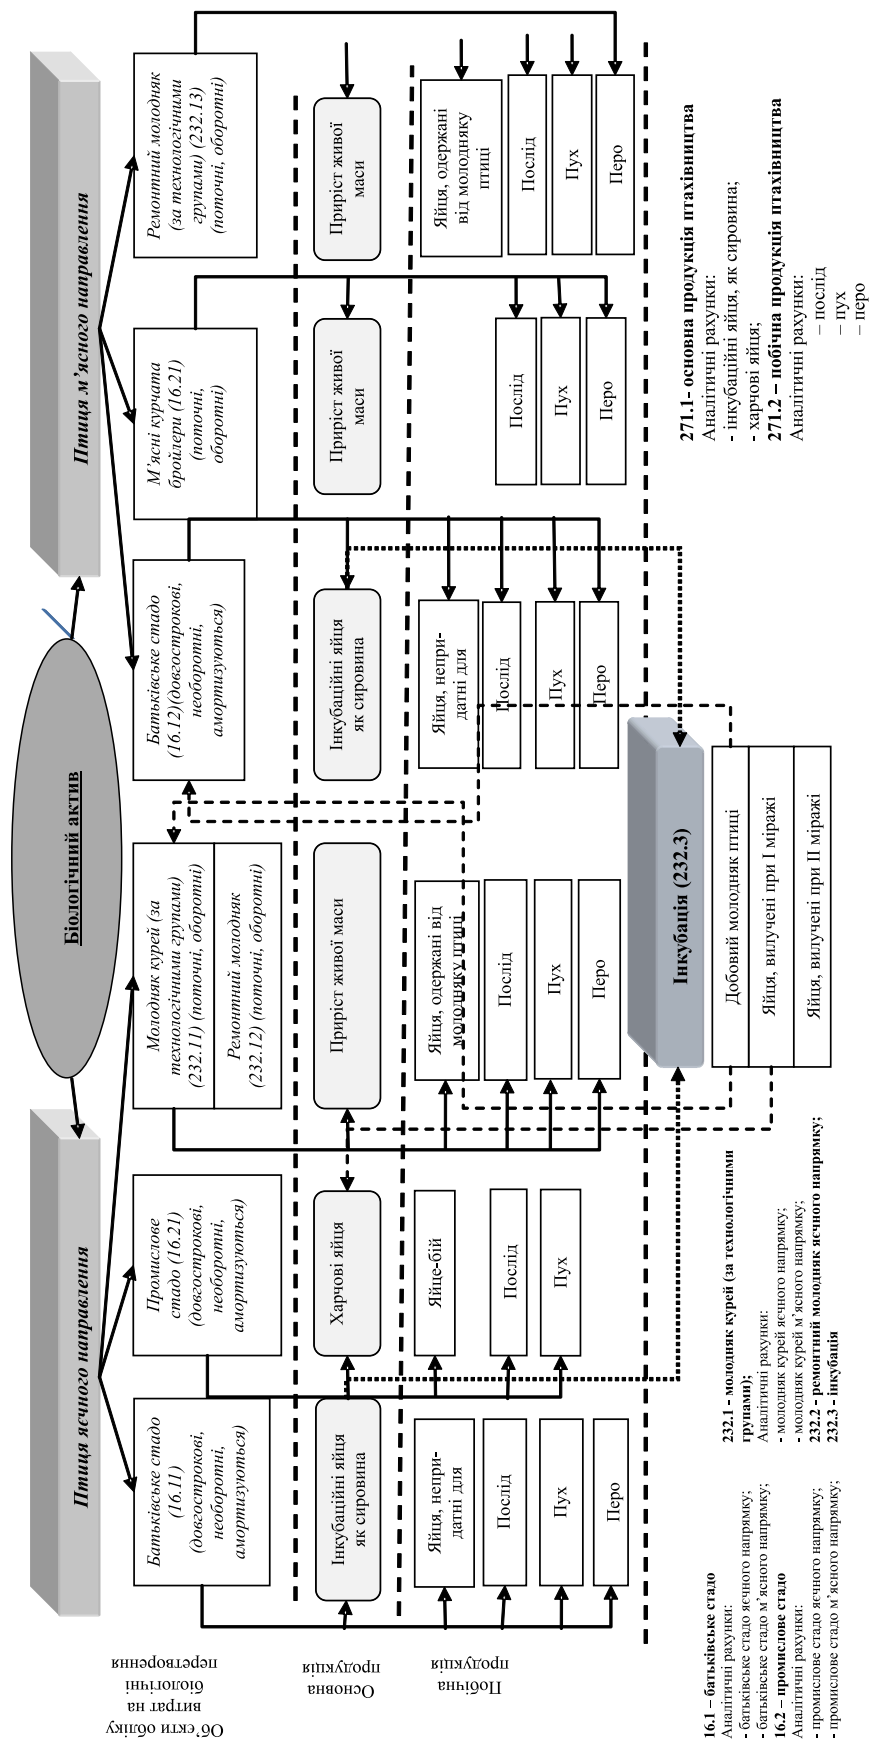 Біологічний актив
Птиця яєчного направлення
Птиця м’ясного направлення
Об’єкти обліку
витрат на
біологічні
перетворення
Батьківське стадо
(16.11)
(довгострокові,
необоротні,
амортизуються)
Промислове
стадо (16.21)
(довгострокові,
необоротні,
амортизуються)
Молодняк курей (за
технологічними групами)
(232.11) (поточні, оборотні)
Ремонтний молодняк
(232.12) (поточні, оборотні)
Батьківське стадо
(16.12)(довгострокові,
необоротні,
амортизуються)
М’ясні курчата
бройлери (16.21)
(поточні,
оборотні)
Ремонтний молодняк
(за технологічними
групами) (232.13)
(поточні, оборотні)
Основна
продукція
Інкубаційні яйця
як сировина
Харчові яйця
Приріст живої маси
Інкубаційні яйця
як сировина
Приріст живої
маси
Приріст живої
маси
Побічна
продукція
Яйця, непри-
датні для
Послід
Пух
Перо
Яйце-бій
Послід
Пух
Яйця, одержані від
молодняку птиці
Послід
Пух
Перо
Яйця, непри-
датні для
Послід
Пух
Перо
Послід
Пух
Перо
Яйця, одержані
від молодняку
птиці
Послід
Пух
Перо
Інкубація (232.3)
Добовий молодняк птиці
Яйця, вилучені при І міражі
Яйця, вилучені при ІІ міражі
16.1 – батьківське стадо
Аналітичні рахунки:
- батьківське стадо яєчного напрямку;
- батьківське стадо м’ясного напрямку;
16.2 – промислове стадо
Аналітичні рахунки:
- промислове стадо яєчного напрямку;
- промислове стадо м’ясного напрямку;
232.1 - молодняк курей (за технологічними
групами);
Аналітичні рахунки:
- молодняк курей яєчного напрямку;
- молодняк курей м’ясного напрямку;
232.2 – ремонтний молодняк яєчного напрямку;
232.3 - інкубація
271.1- основна продукція птахівництва
Аналітичні рахунки:
- інкубаційні яйця, як сировина;
- харчові яйця;
271.2 – побічна продукція птахівництва
Аналітичні рахунки:
– послід
– пух
– перо